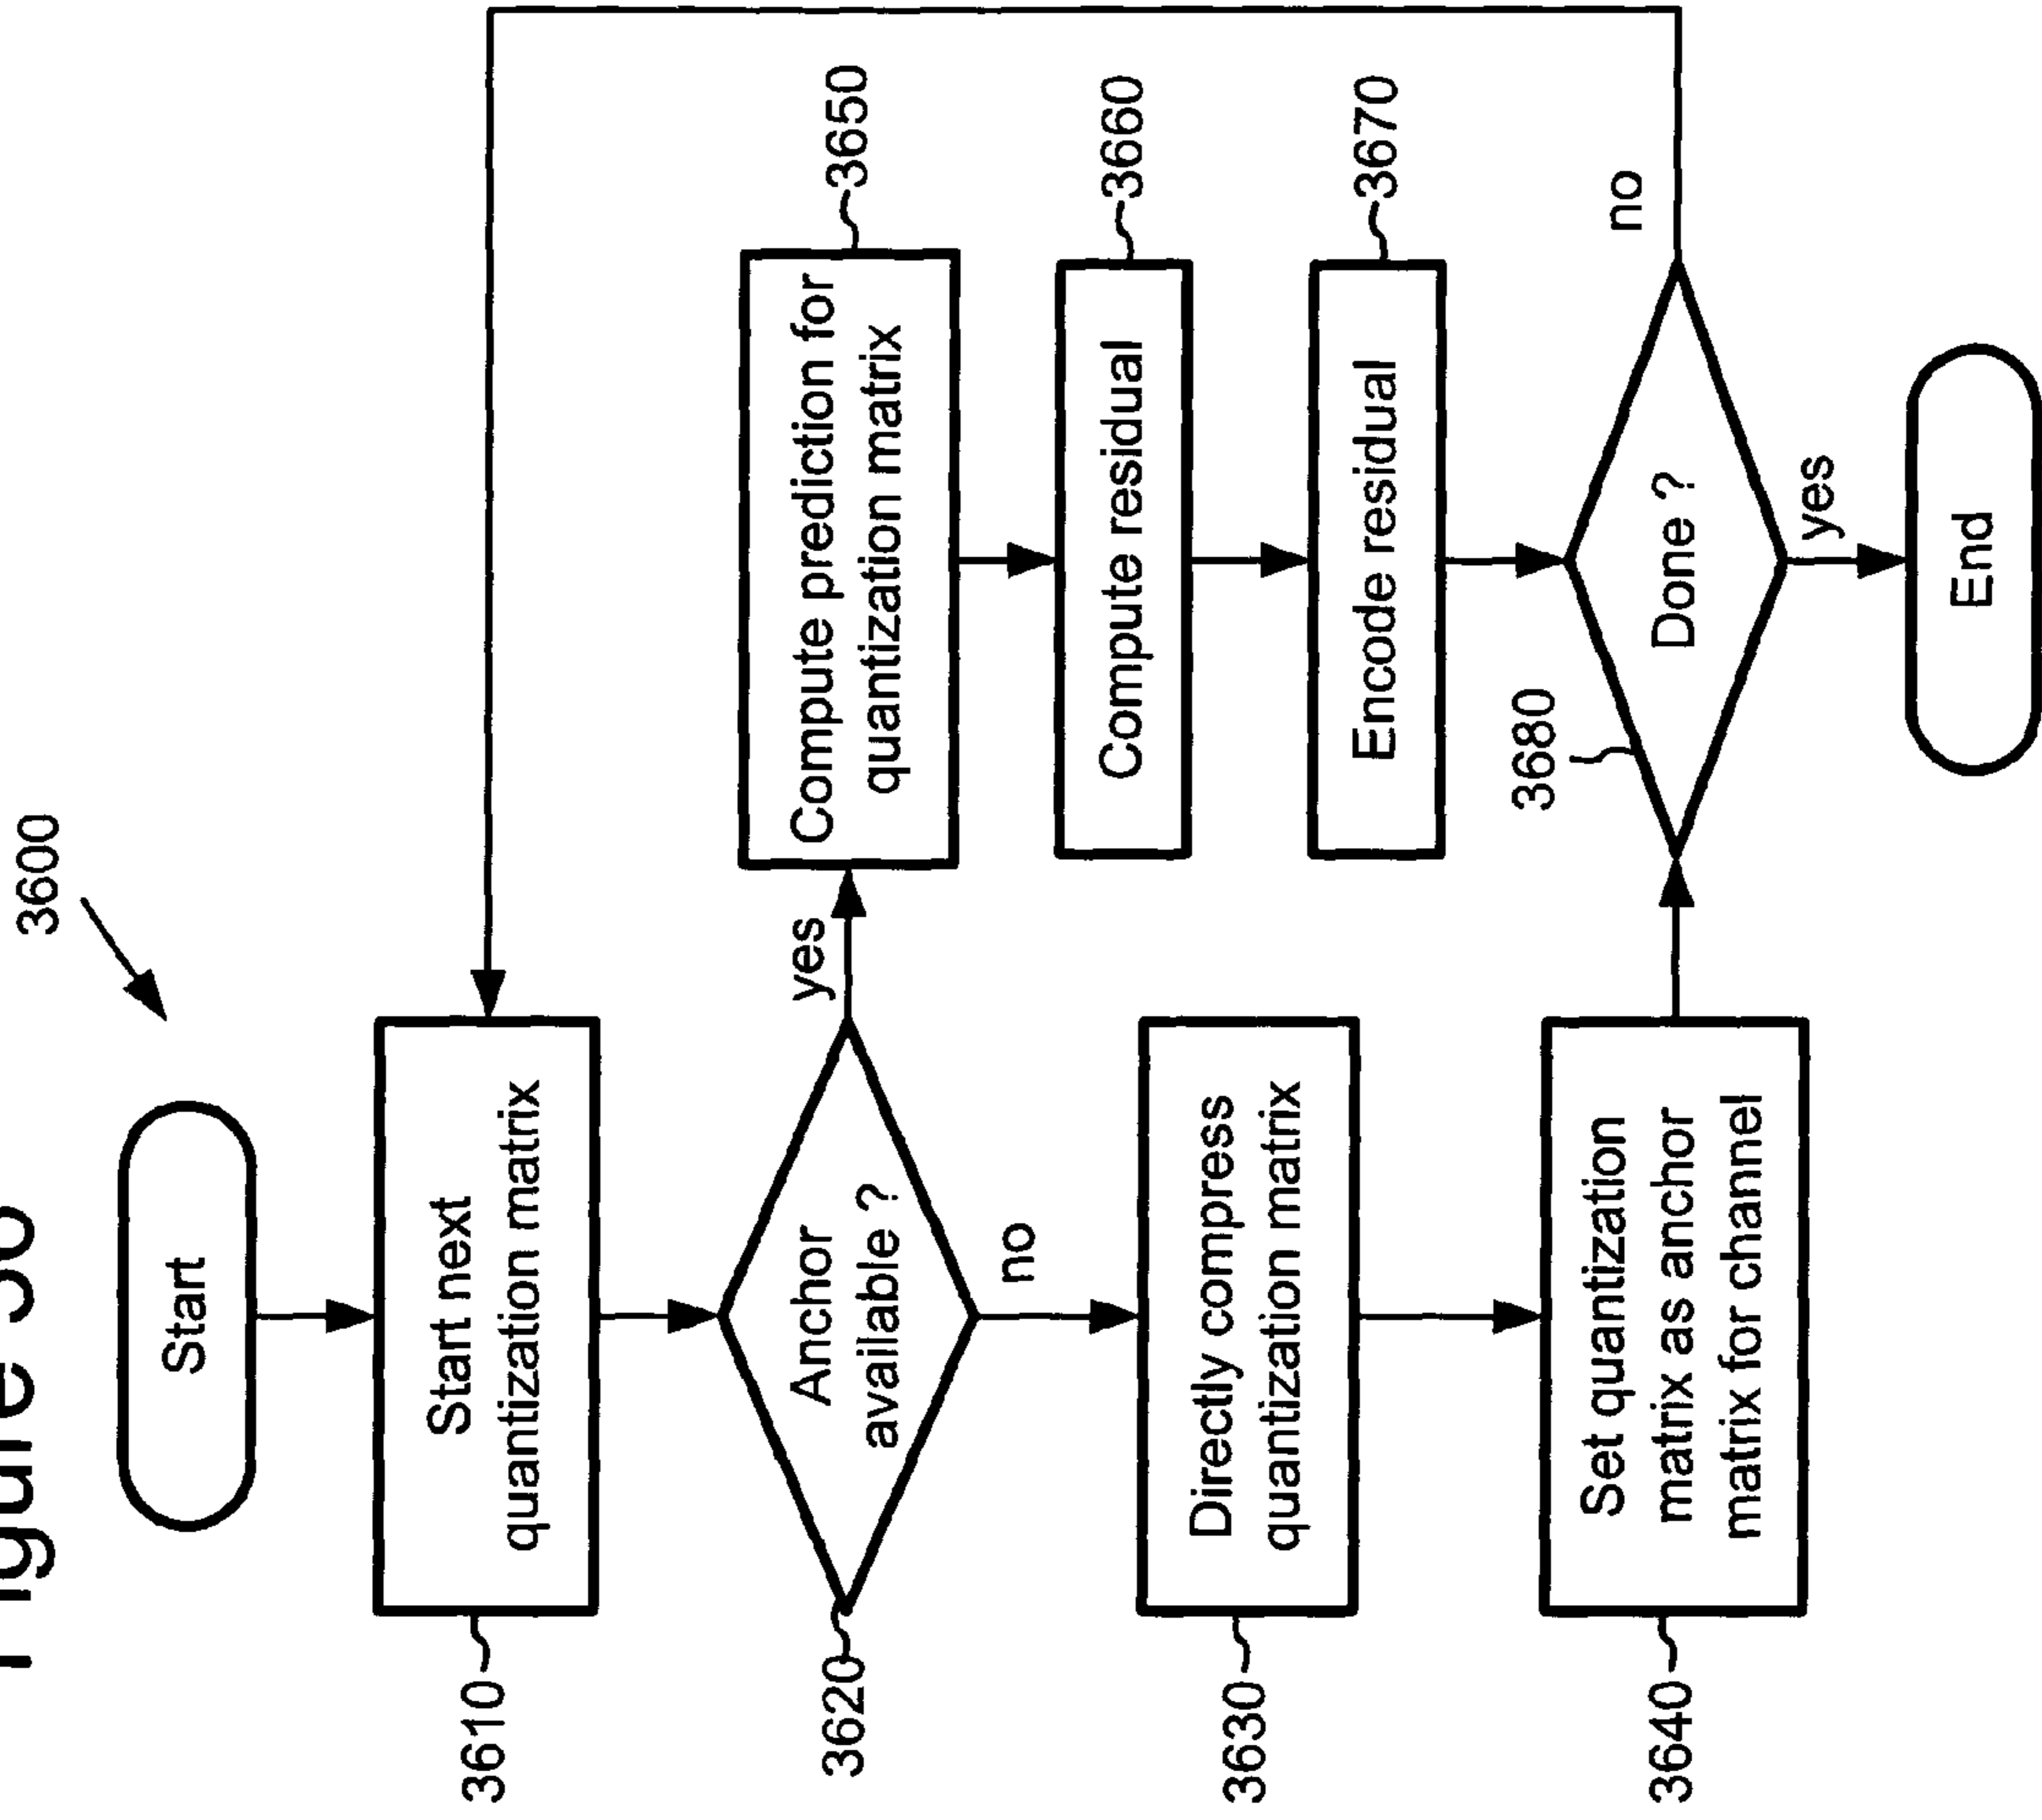 3600
Start
Start next
quantization matrix
3610
Anchor
available ?
3620
yes
no
Directly compress
quantization matrix
3630
Set quantization
matrix as anchor
matrix for channel
3640
Compute prediction for
quantization matrix
3650
Compute residual
3660
Encode residual
3670
3680
Done ?
no
yes
End